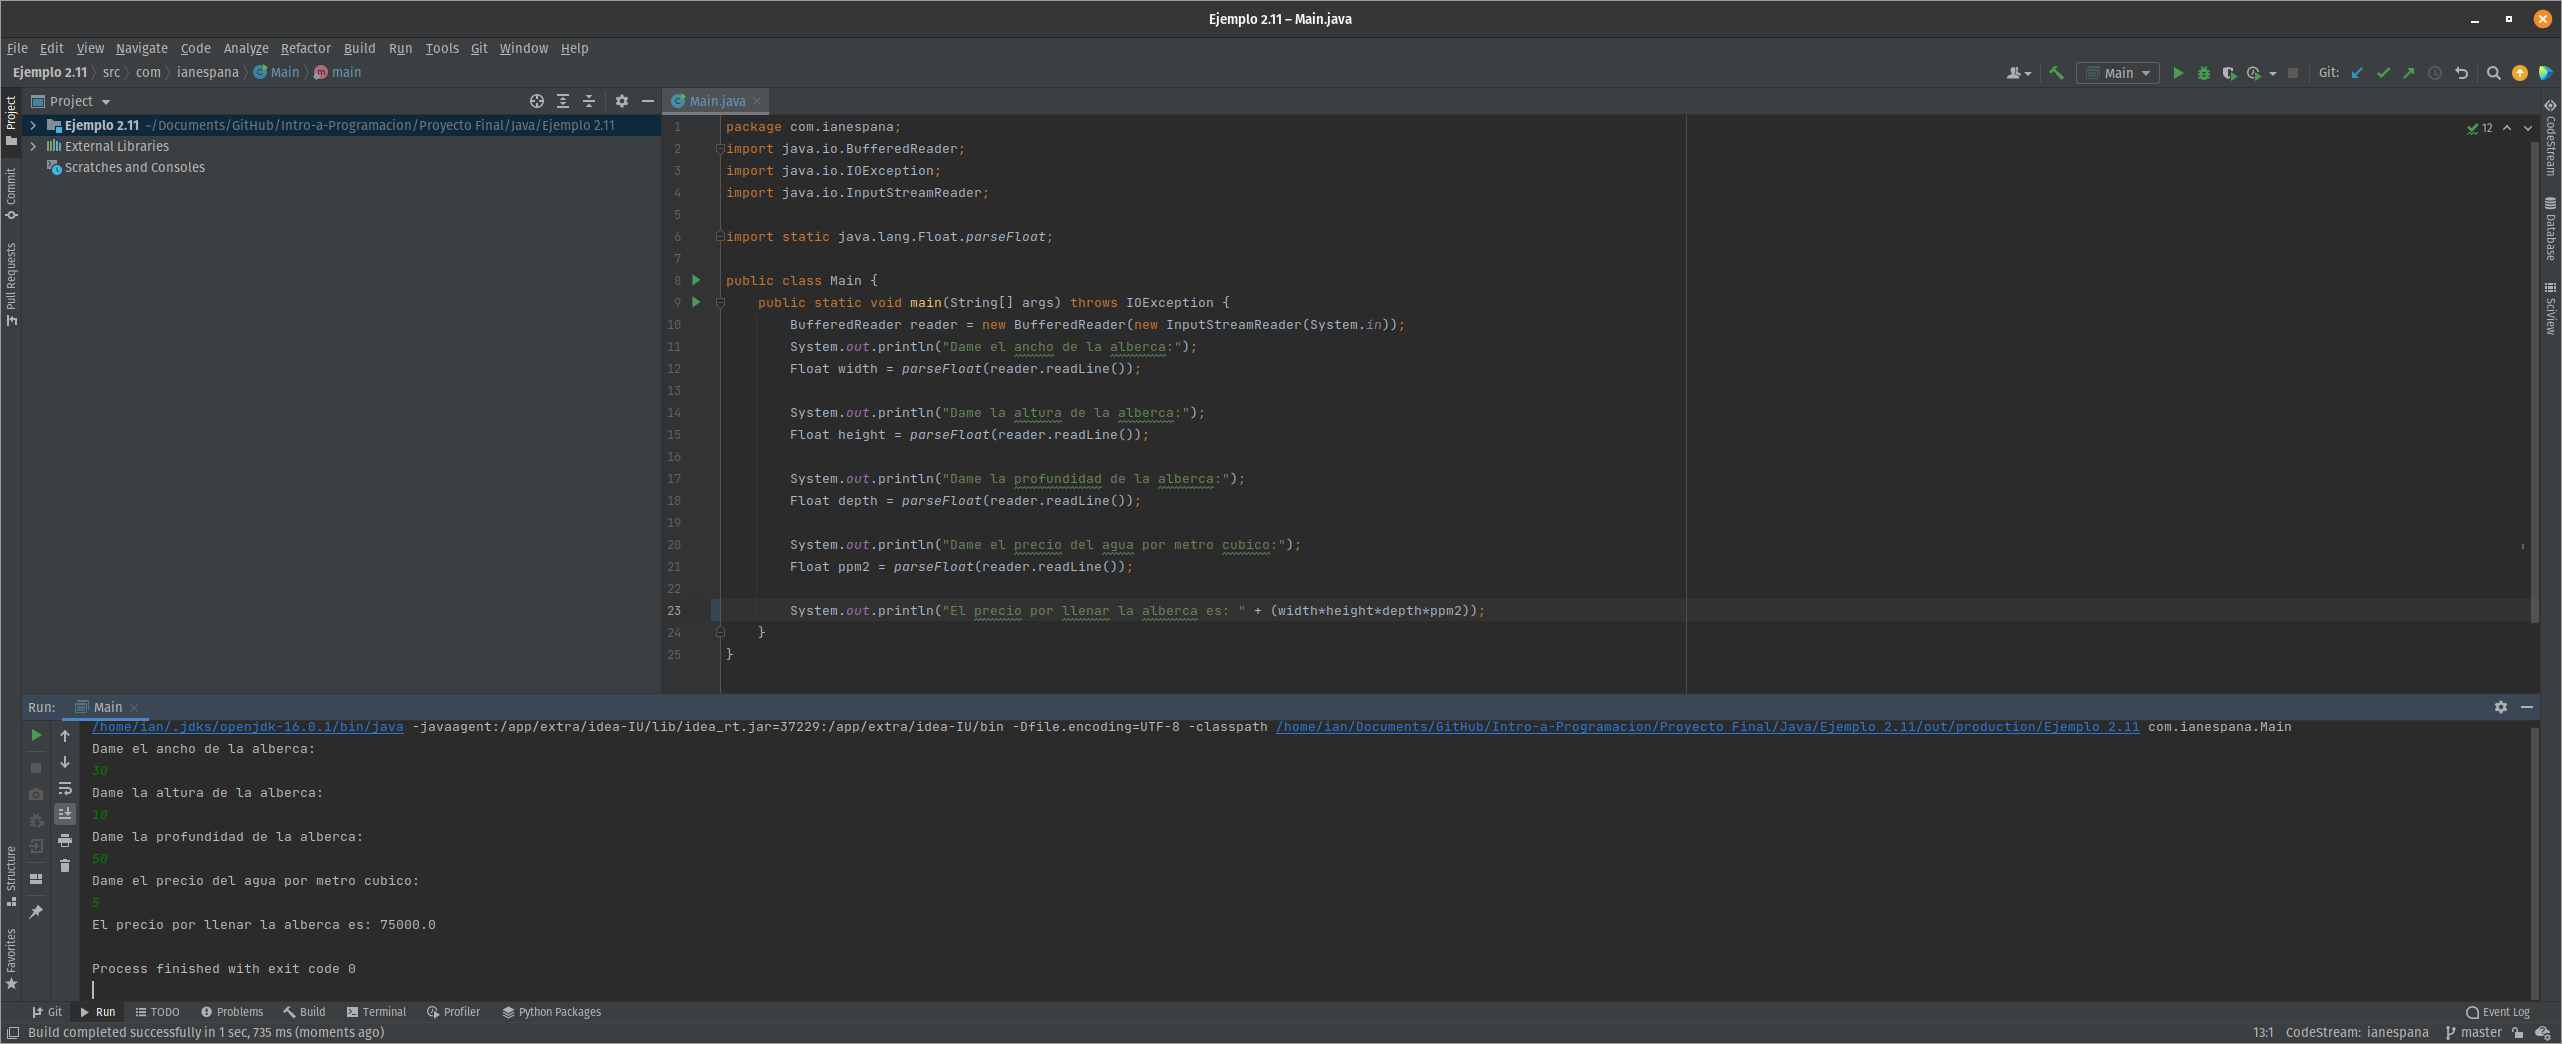 Ejemplo 2.11 – Main.java
File Edit View Navigate Code Analyze Refactor Build Run Tools Git Window Help
Ejemplo 2.11 src com ianespana Main main
Main Git:
Project
Main.java
Ejemplo 2.11 ~/Documents/GitHub/Intro-a-Programacion/Proyecto Final/Java/Ejemplo 2.11
External Libraries
Scratches and Consoles
Project
Commit
Pull Requests
Structure
Favorites
12
1 package com.ianespana;
2 import java.io.BufferedReader;
3 import java.io.IOException;
4 import java.io.InputStreamReader;
5
6 import static java.lang.Float.parseFloat;
7
8 public class Main {
9 public static void main(String[] args) throws IOException {
10 BufferedReader reader = new BufferedReader(new InputStreamReader(System.in));
11 System.out.println("Dame el ancho de la alberca:");
12 Float width = parseFloat(reader.readLine());
13
14 System.out.println("Dame la altura de la alberca:");
15 Float height = parseFloat(reader.readLine());
16
17 System.out.println("Dame la profundidad de la alberca:");
18 Float depth = parseFloat(reader.readLine());
19
20 System.out.println("Dame el precio del agua por metro cubico:");
21 Float ppm2 = parseFloat(reader.readLine());
22
23 System.out.println("El precio por llenar la alberca es: " + (width*height*depth*ppm2));
24 }
25 }
CodeStream
Database
SciView
Run: Main
/home/ian/.jdks/openjdk-16.0.1/bin/java -javaagent:/app/extra/idea-IU/lib/idea_rt.jar=37229:/app/extra/idea-IU/bin -Dfile.encoding=UTF-8 -classpath /home/ian/Documents/GitHub/Intro-a-Programacion/Proyecto Final/Java/Ejemplo 2.11/out/production/Ejemplo 2.11 com.ianespana.Main
Dame el ancho de la alberca:
30
Dame la altura de la alberca:
10
Dame la profundidad de la alberca:
50
Dame el precio del agua por metro cubico:
5
El precio por llenar la alberca es: 75000.0
Process finished with exit code 0
Git Run TODO Problems Build Terminal Profiler Python Packages Event Log
Build completed successfully in 1 sec, 735 ms (moments ago) 13:1 CodeStream: ianespana master